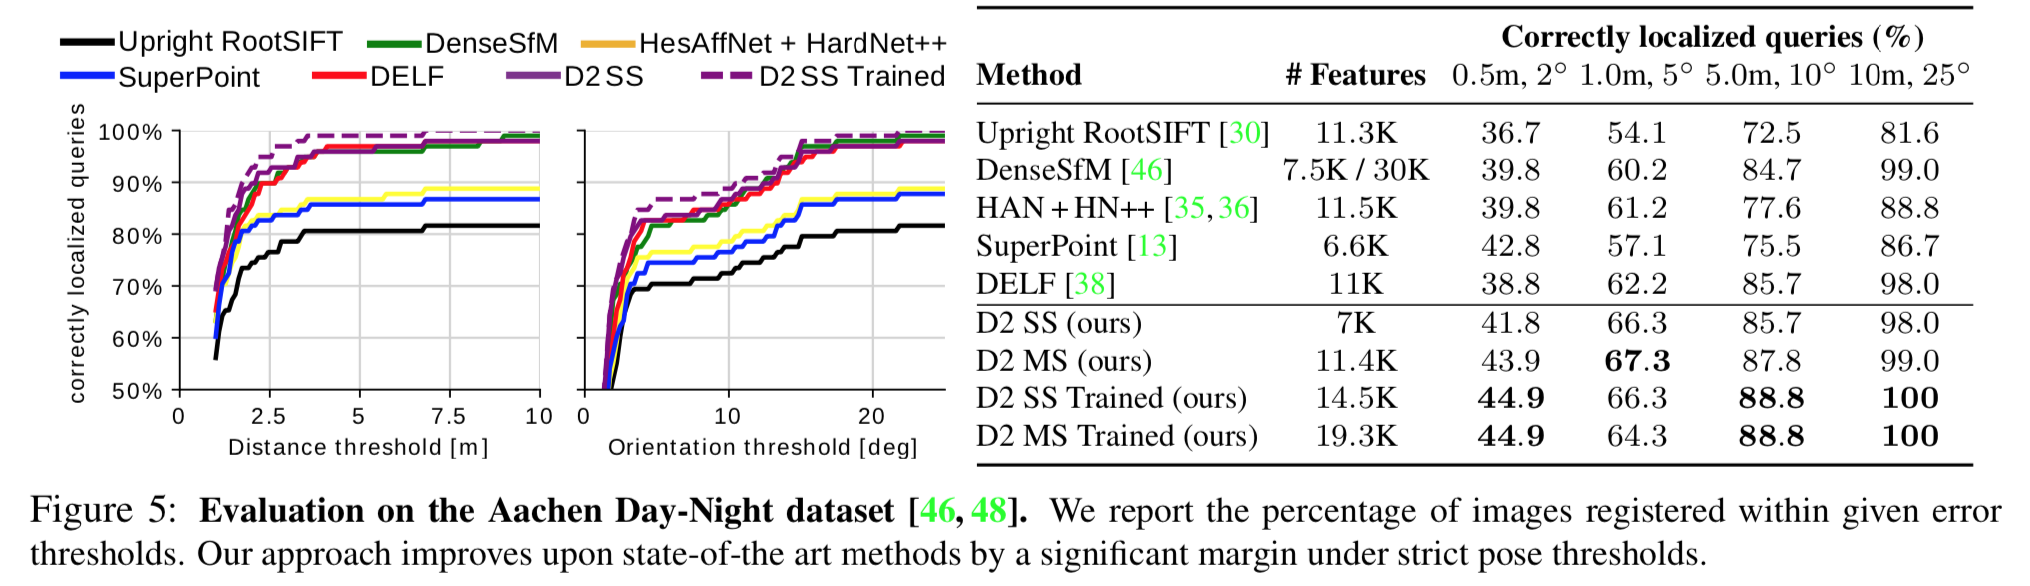 Upright RootSIFT DenseSfM HesAffNet + HardNet++
SuperPoint DELF D2 SS D2 SS Trained
correctly localized queries
100%
90%
80%
70%
60%
50%
0 2.5 5 7.5 10
Distance threshold [m]
0 10 20
Orientation threshold [deg]
Correctly localized queries (%)
Method # Features 0.5m, 2° 1.0m, 5° 5.0m, 10° 10m, 25°
Upright RootSIFT [30] 11.3K 36.7 54.1 72.5 81.6
DenseSfM [46] 7.5K / 30K 39.8 60.2 84.7 99.0
HAN + HN++ [35, 36] 11.5K 39.8 61.2 77.6 88.8
SuperPoint [13] 6.6K 42.8 57.1 75.5 86.7
DELF [38] 11K 38.8 62.2 85.7 98.0
D2 SS (ours) 7K 41.8 66.3 85.7 98.0
D2 MS (ours) 11.4K 43.9 67.3 87.8 99.0
D2 SS Trained (ours) 14.5K 44.9 66.3 88.8 100
D2 MS Trained (ours) 19.3K 44.9 64.3 88.8 100
Figure 5: Evaluation on the Aachen Day-Night dataset [46, 48]. We report the percentage of images registered within given error
thresholds. Our approach improves upon state-of-the art methods by a significant margin under strict pose thresholds.